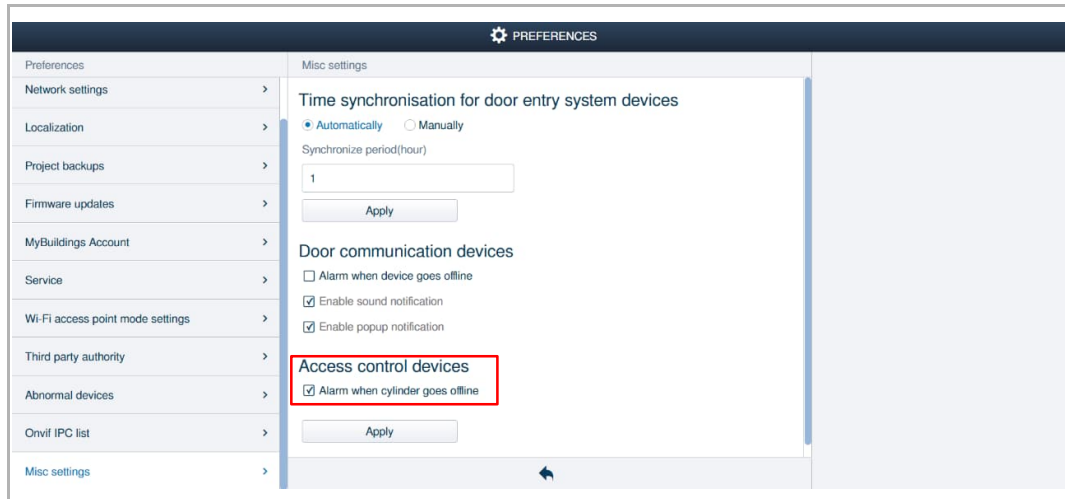 PREFERENCES
Preferences
Network settings
Localization
Project backups
Firmware updates
MyBuildings Account
Service
Wi-Fi access point mode settings
Third party authority
Abnormal devices
Onvif IPC list
Misc settings
Misc settings
Time synchronisation for door entry system devices
Automatically Manually
Synchronize period(hour)
1
Apply
Door communication devices
Alarm when device goes offline
Enable sound notification
Enable popup notification
Access control devices
Alarm when cylinder goes offline
Apply